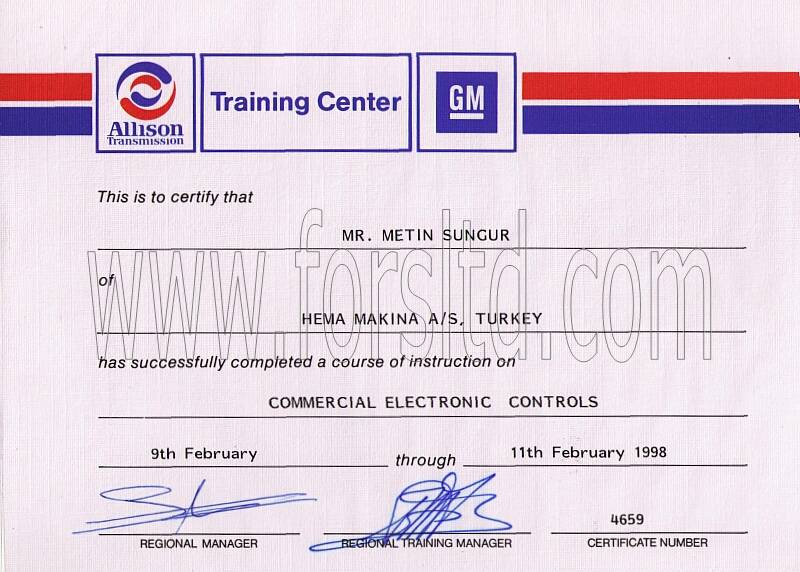 Allison
Transmission
Training Center
GM
This is to certify that
MR. METIN SUNGUR
of
www.forsltd.com
HEMA MAKINA A/S, TURKEY
has successfully completed a course of instruction on
COMMERCIAL ELECTRONIC CONTROLS
9th February through 11th February 1998
4659
REGIONAL MANAGER REGIONAL TRAINING MANAGER CERTIFICATE NUMBER